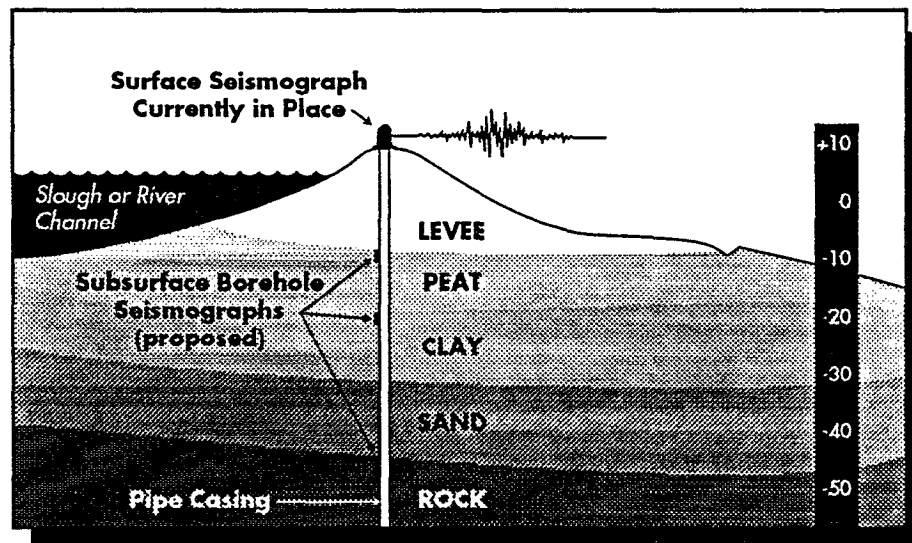 Surface Seismograph
Currently in Place
Slough or River
Channel
LEVEE
PEAT
CLAY
SAND
ROCK
Subsurface Borehole
Seismographs
(proposed)
Pipe Casing
+10
0
-10
-20
-30
-40
-50